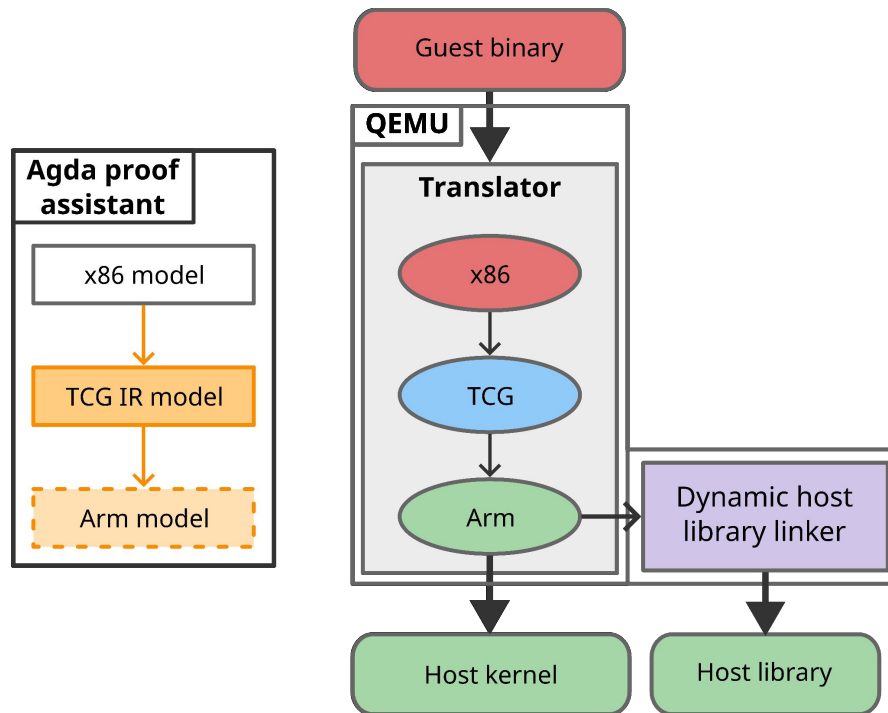 Guest binary
QEMU
Translator
x86
TCG
Arm
Agda proof
assistant
x86 model
TCG IR model
Arm model
Dynamic host
library linker
Host kernel
Host library